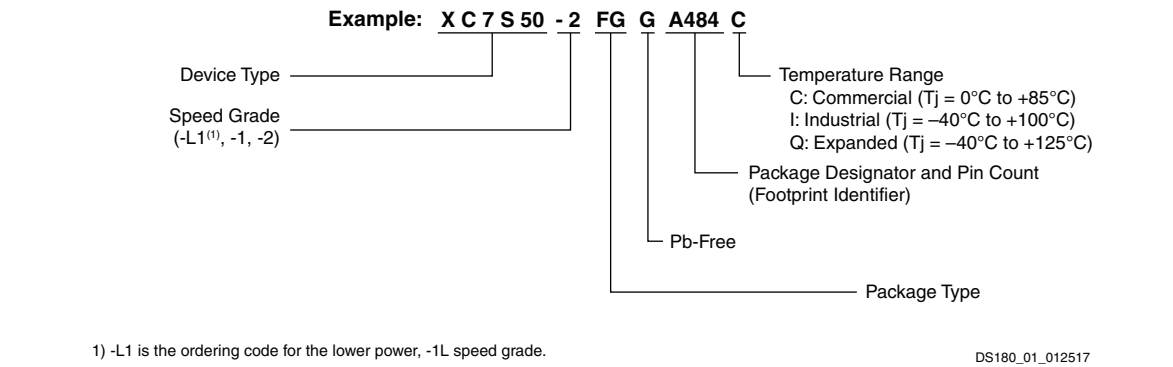 Example: X C 7 S 50 - 2 FG G A484 C
Device Type
Temperature Range
C: Commercial (Tj = 0°C to +85°C)
Speed Grade
(-L1(1), -1, -2)
I: Industrial (Tj = –40°C to +100°C)
Q: Expanded (Tj = –40°C to +125°C)
Package Designator and Pin Count
(Footprint Identifier)
Pb-Free
Package Type
1) -L1 is the ordering code for the lower power, -1L speed grade.
DS180_01_012517